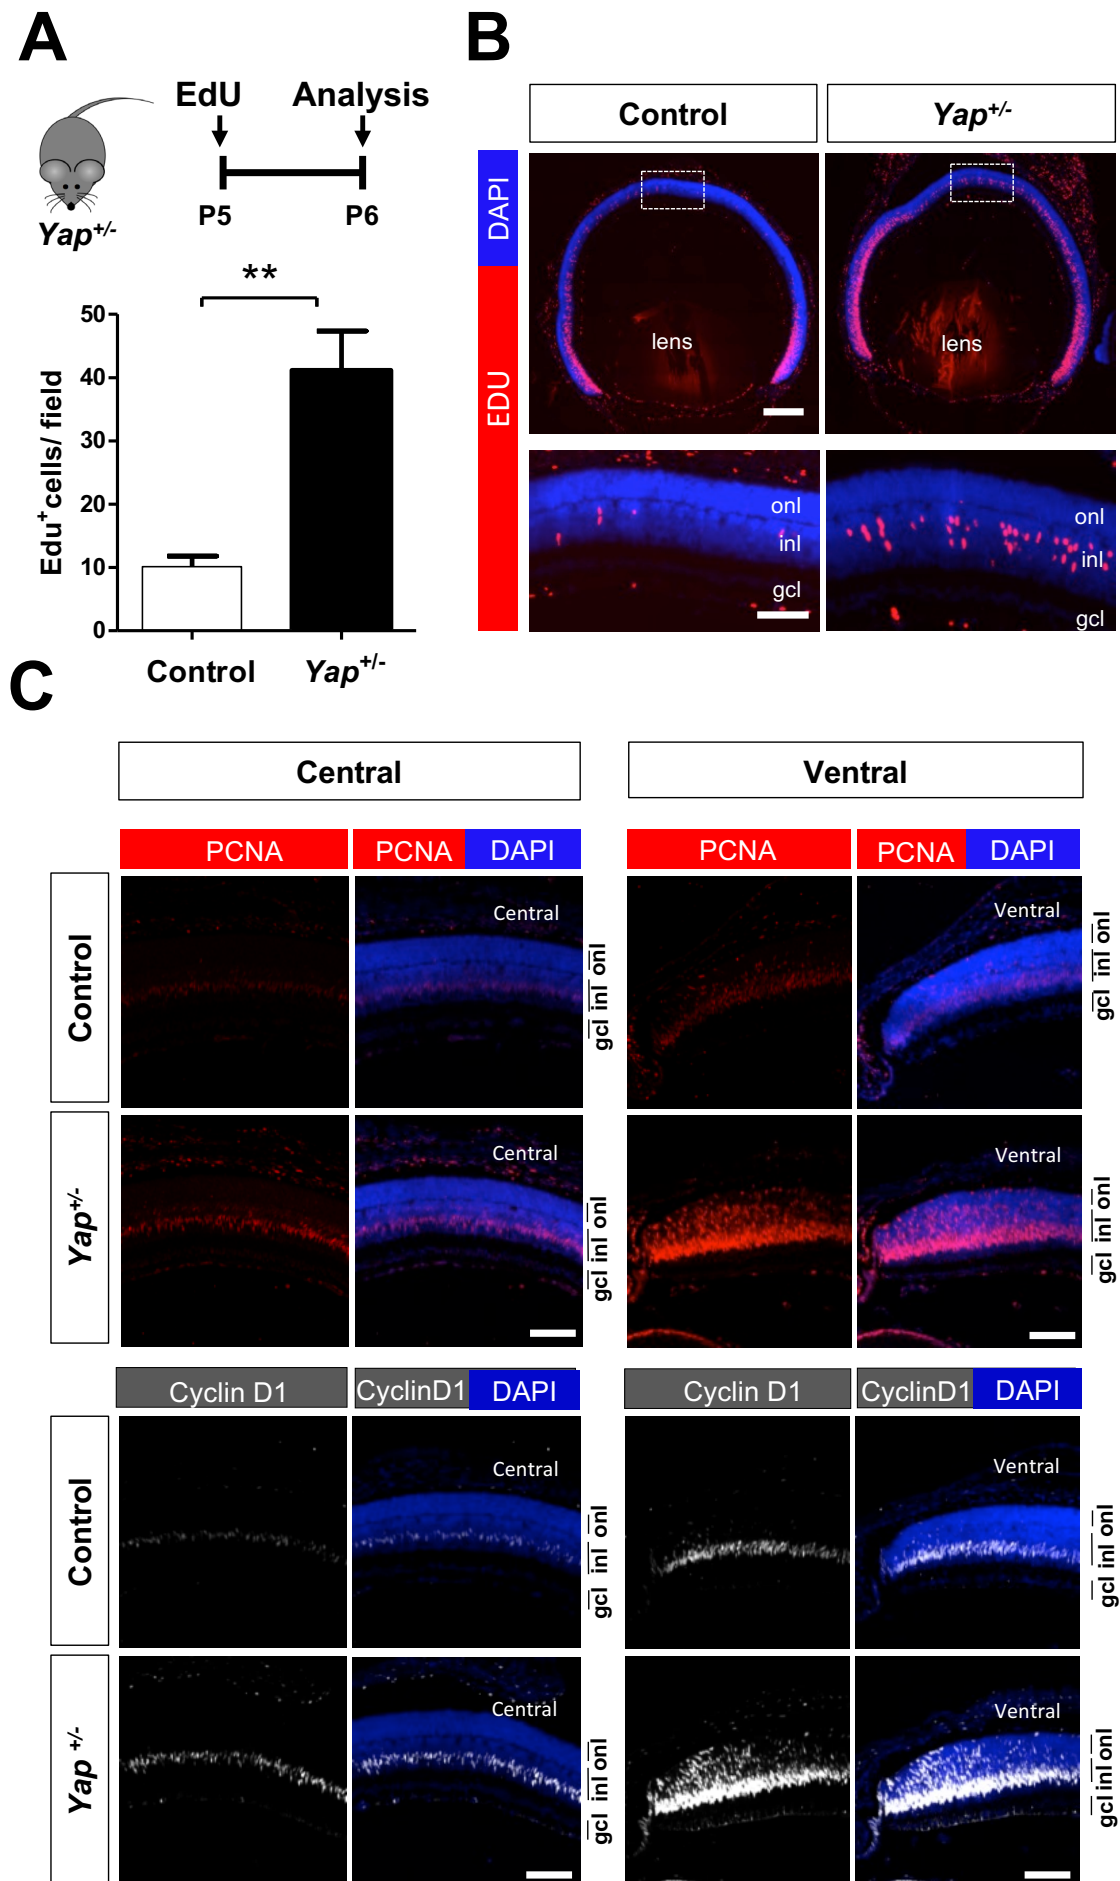 A
EdU
Analysis
P5
P6
Yap+/-
**
Edu+ cells/ field
50
40
30
20
10
0
Control
Yap+/-
B
Control
Yap+/-
DAPI
EDU
lens
lens
onl
inl
gcl
onl
inl
gcl
C
Central
Ventral
PCNA
PCNA
DAPI
PCNA
PCNA
DAPI
Control
Central
gcl inl onl
Ventral
gcl inl onl
Yap+/-
Central
gcl inl onl
Ventral
gcl inl onl
Cyclin D1
CyclinD1
DAPI
Cyclin D1
CyclinD1
DAPI
Control
Central
gcl inl onl
Ventral
gcl inl onl
Yap +/-
Central
gcl inl onl
Ventral
gcl inl onl